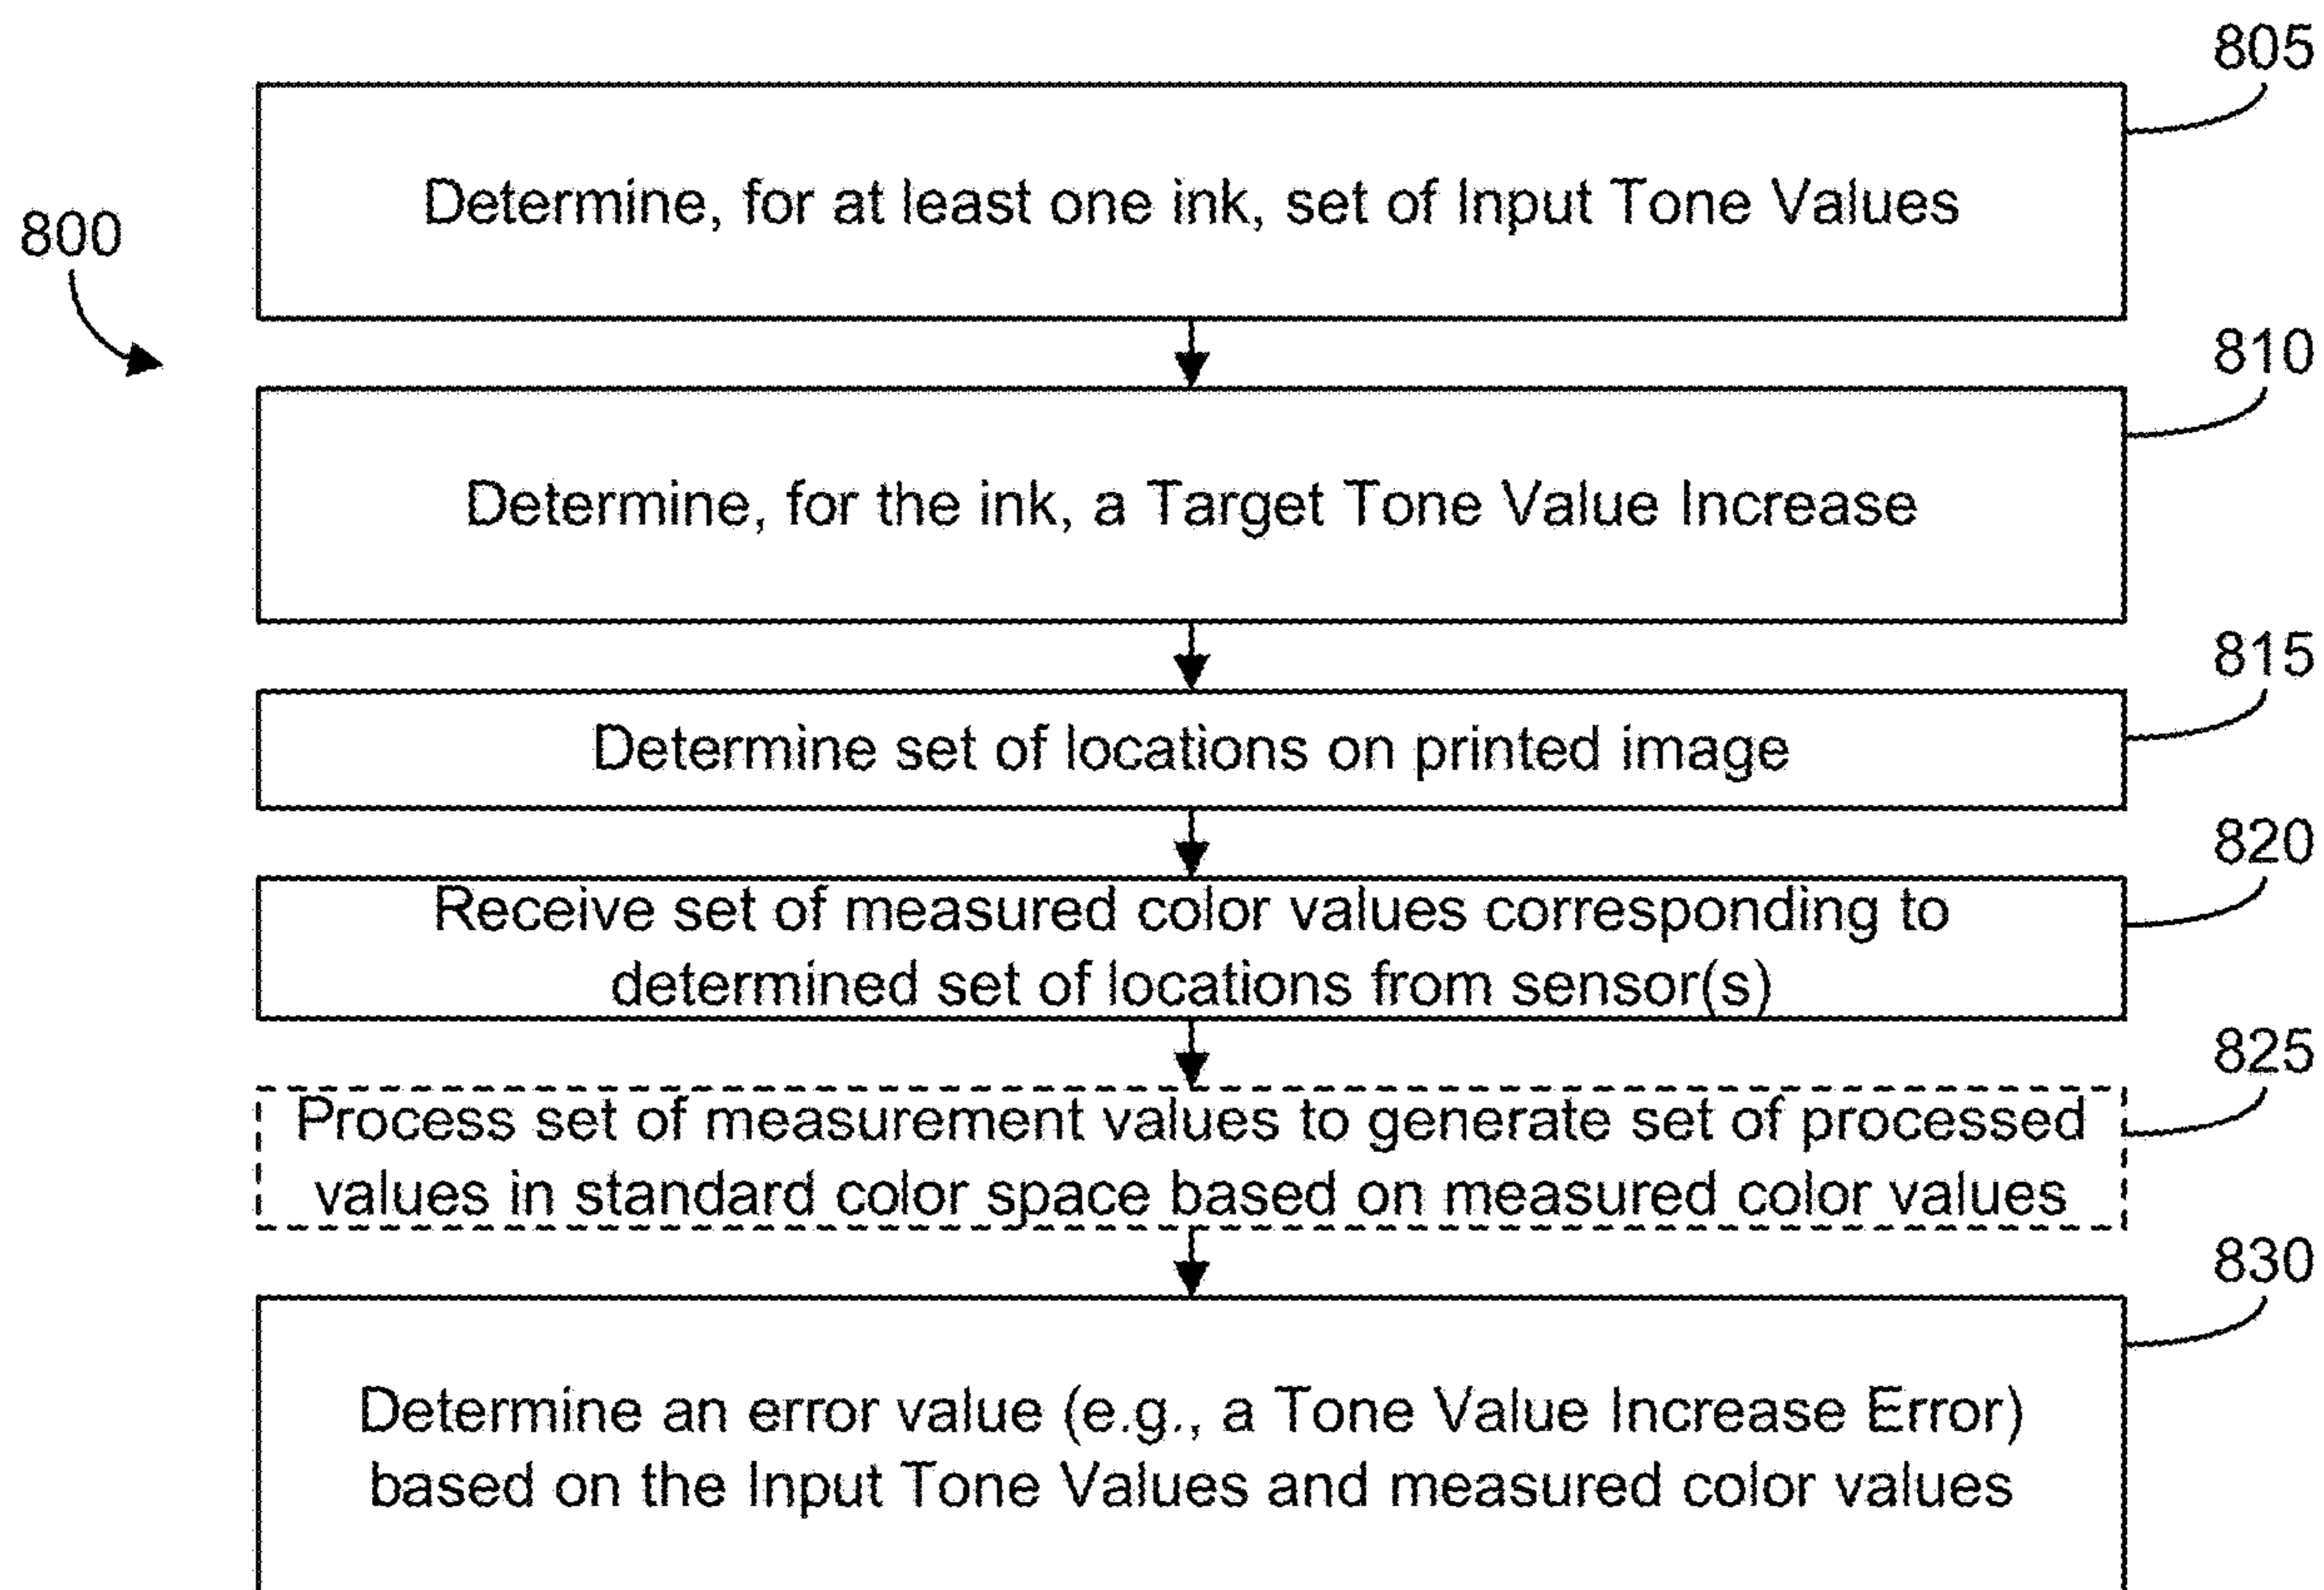 805
Determine, for at least one ink, set of Input Tone Values
800
810
Determine, for the ink, a Target Tone Value Increase
815
Determine set of locations on printed image
820
Receive set of measured color values corresponding to
determined set of locations from sensor(s)
825
Process set of measurement values to generate set of processed
values in standard color space based on measured color values
830
Determine an error value (e.g., a Tone Value Increase Error)
based on the Input Tone Values and measured color values